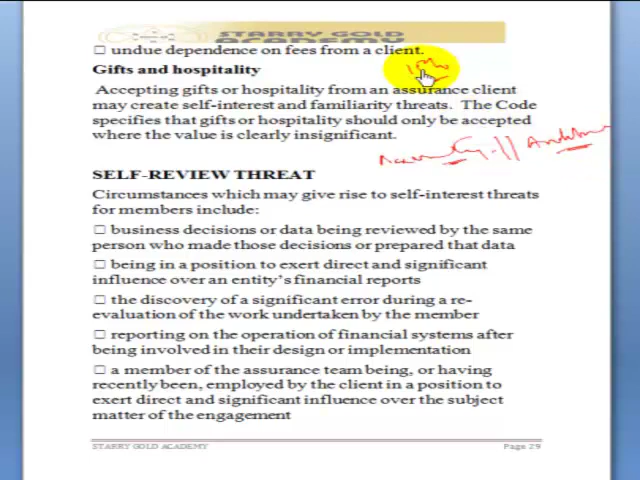 STARRY GOLD
ACADEMY
□ undue dependence on fees from a client.
Gifts and hospitality
Accepting gifts or hospitality from an assurance client
may create self-interest and familiarity threats. The Code
specifies that gifts or hospitality should only be accepted
where the value is clearly insignificant.
SELF-REVIEW THREAT
Circumstances which may give rise to self-interest threats
for members include:
□ business decisions or data being reviewed by the same
person who made those decisions or prepared that data
□ being in a position to exert direct and significant
influence over an entity's financial reports
□ the discovery of a significant error during a re-
evaluation of the work undertaken by the member
□ reporting on the operation of financial systems after
being involved in their design or implementation
□ a member of the assurance team being, or having
recently been, employed by the client in a position to
exert direct and significant influence over the subject
matter of the engagement
STARRY GOLD ACADEMY Page 29